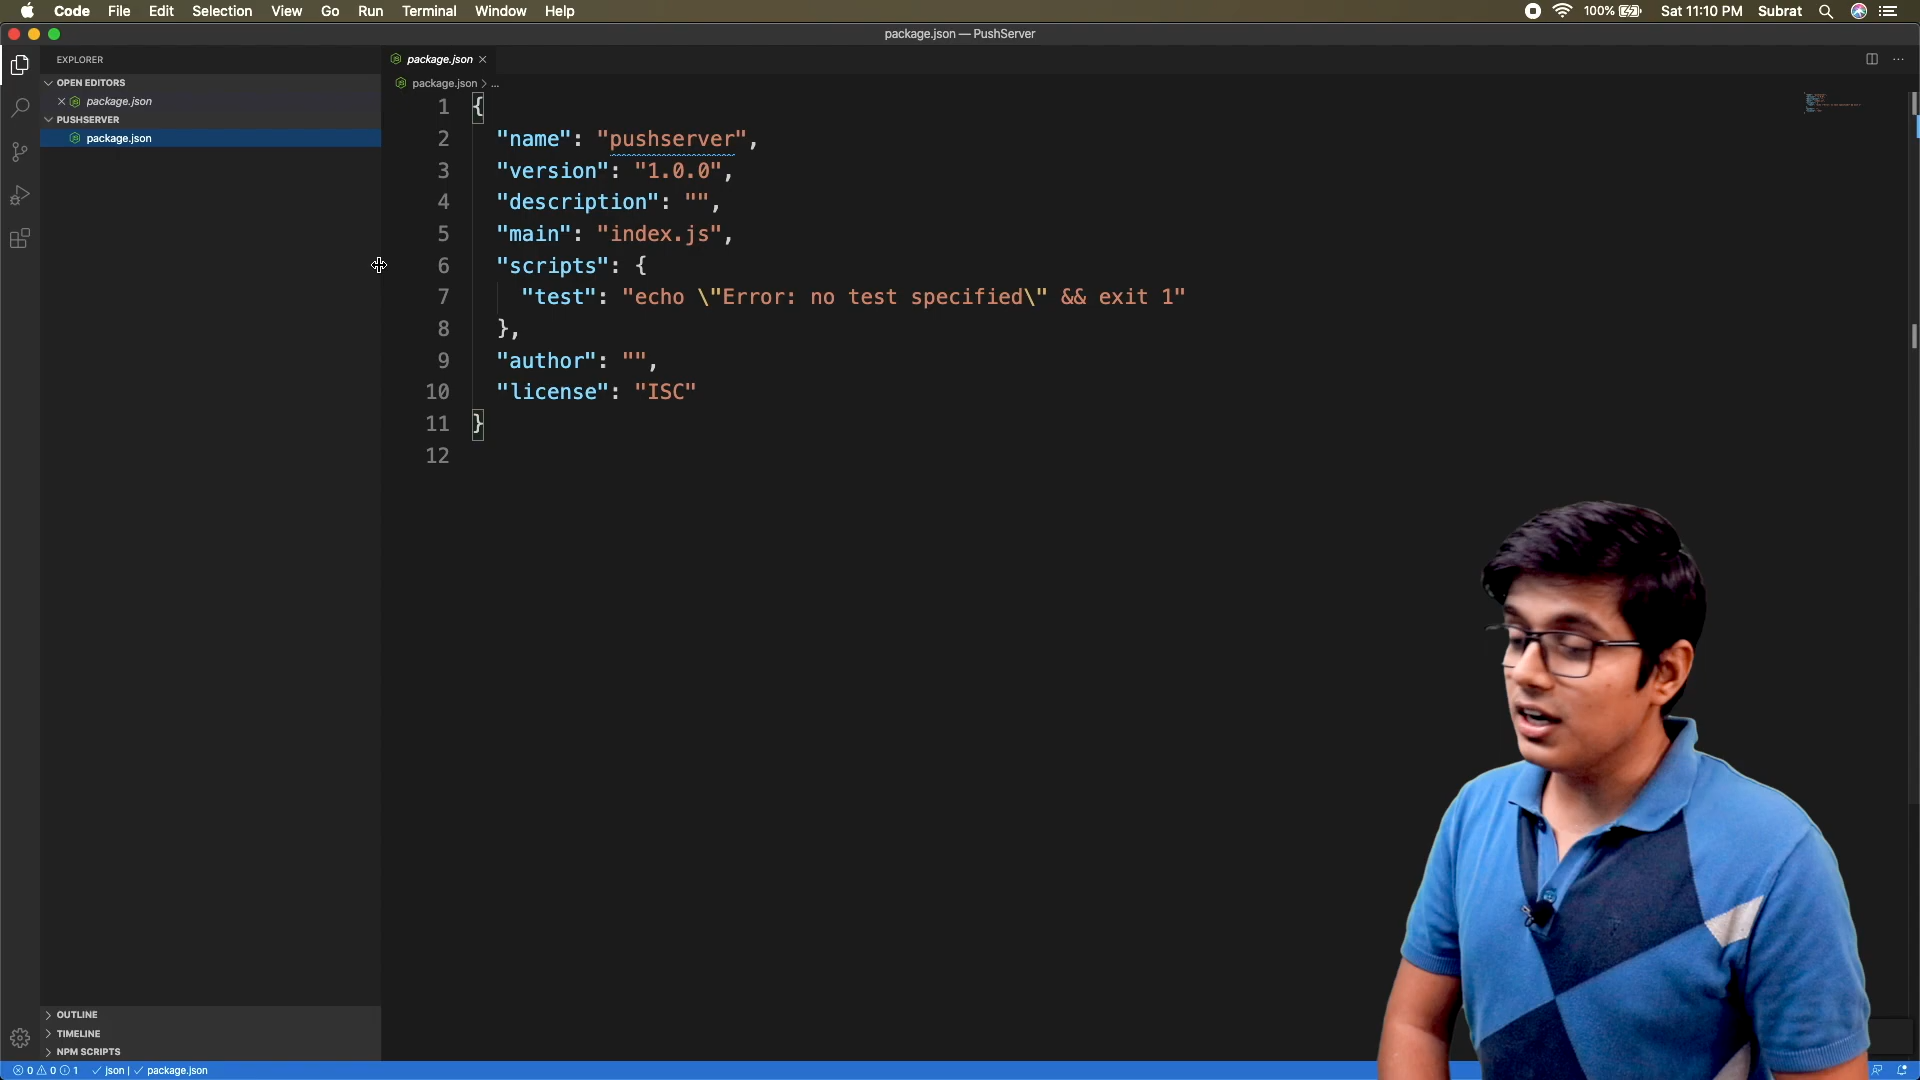 Code File Edit Selection View Go Run Terminal Window Help 100% Sat 11:10 PM Subrat
package.json — PushServer
EXPLORER
OPEN EDITORS
package.json
PUSHSERVER
package.json
package.json
package.json > ...
1 {
2 "name": "pushserver",
3 "version": "1.0.0",
4 "description": "",
5 "main": "index.js",
6 "scripts": {
7 "test": "echo \"Error: no test specified\" && exit 1"
8 },
9 "author": "",
10 "license": "ISC"
11 }
12
OUTLINE
TIMELINE
NPM SCRIPTS
0 0 1 ✓ json | ✓ package.json